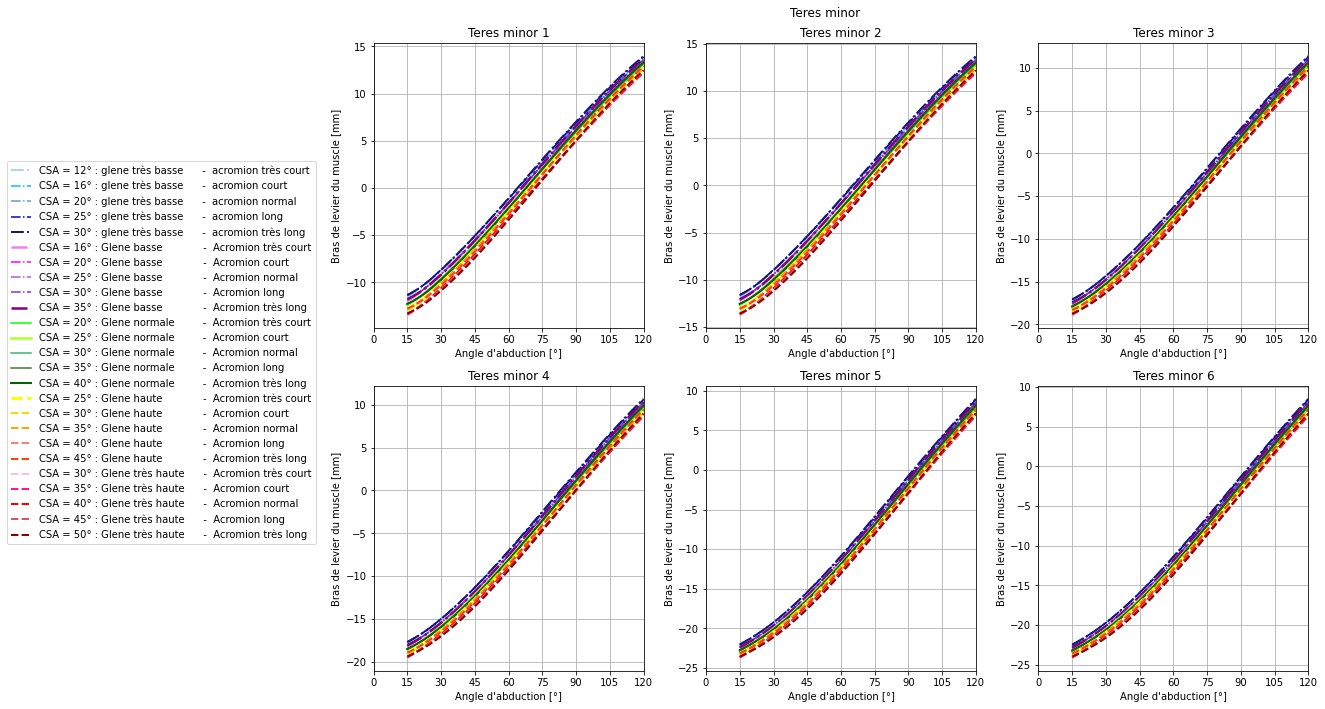 Teres minor
CSA = 12° : glene très basse - acromion très court
CSA = 16° : glene très basse - acromion court
CSA = 20° : glene très basse - acromion normal
CSA = 25° : glene très basse - acromion long
CSA = 30° : glene très basse - acromion très long
CSA = 16° : Glene basse - Acromion très court
CSA = 20° : Glene basse - Acromion court
CSA = 25° : Glene basse - Acromion normal
CSA = 30° : Glene basse - Acromion long
CSA = 35° : Glene basse - Acromion très long
CSA = 20° : Glene normale - Acromion très court
CSA = 25° : Glene normale - Acromion court
CSA = 30° : Glene normale - Acromion normal
CSA = 35° : Glene normale - Acromion long
CSA = 40° : Glene normale - Acromion très long
CSA = 25° : Glene haute - Acromion très court
CSA = 30° : Glene haute - Acromion court
CSA = 35° : Glene haute - Acromion normal
CSA = 40° : Glene haute - Acromion long
CSA = 45° : Glene haute - Acromion très long
CSA = 30° : Glene très haute - Acromion très court
CSA = 35° : Glene très haute - Acromion court
CSA = 40° : Glene très haute - Acromion normal
CSA = 45° : Glene très haute - Acromion long
CSA = 50° : Glene très haute - Acromion très long
Teres minor 1
Bras de levier du muscle [mm]
15
10
5
0
−5
−10
0 15 30 45 60 75 90 105 120
Angle d'abduction [°]
Teres minor 2
Bras de levier du muscle [mm]
15
10
5
0
−5
−10
−15
0 15 30 45 60 75 90 105 120
Angle d'abduction [°]
Teres minor 3
Bras de levier du muscle [mm]
10
5
0
−5
−10
−15
−20
0 15 30 45 60 75 90 105 120
Angle d'abduction [°]
Teres minor 4
Bras de levier du muscle [mm]
10
5
0
−5
−10
−15
−20
0 15 30 45 60 75 90 105 120
Angle d'abduction [°]
Teres minor 5
Bras de levier du muscle [mm]
10
5
0
−5
−10
−15
−20
−25
0 15 30 45 60 75 90 105 120
Angle d'abduction [°]
Teres minor 6
Bras de levier du muscle [mm]
10
5
0
−5
−10
−15
−20
−25
0 15 30 45 60 75 90 105 120
Angle d'abduction [°]